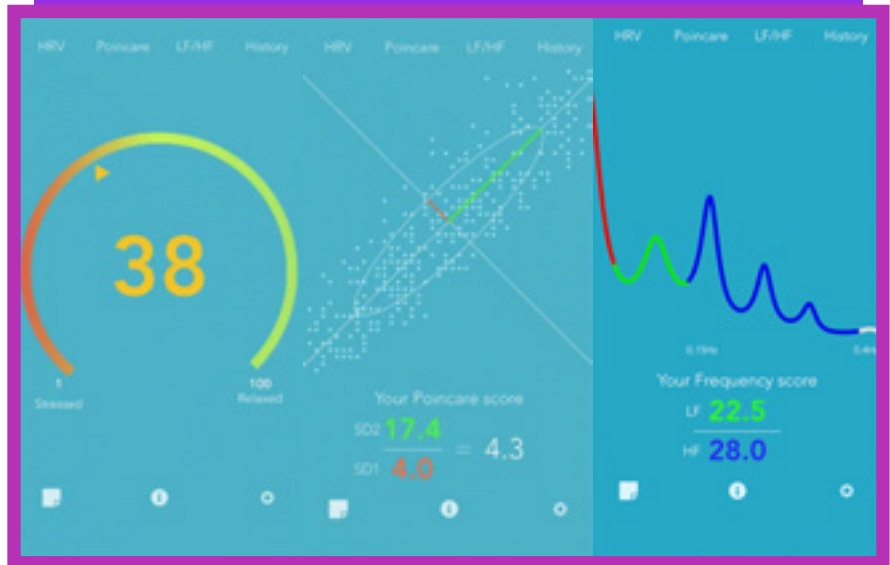 HRV Poincare LF/HF History
38
1
Stressed
100
Relaxed
HRV Poincare LF/HF History
Your Poincare score
SD2 17.4
SD1 4.0
= 4.3
HRV Poincare LF/HF History
0.15Hz
Your Frequency score
LF 22.5
HF 28.0